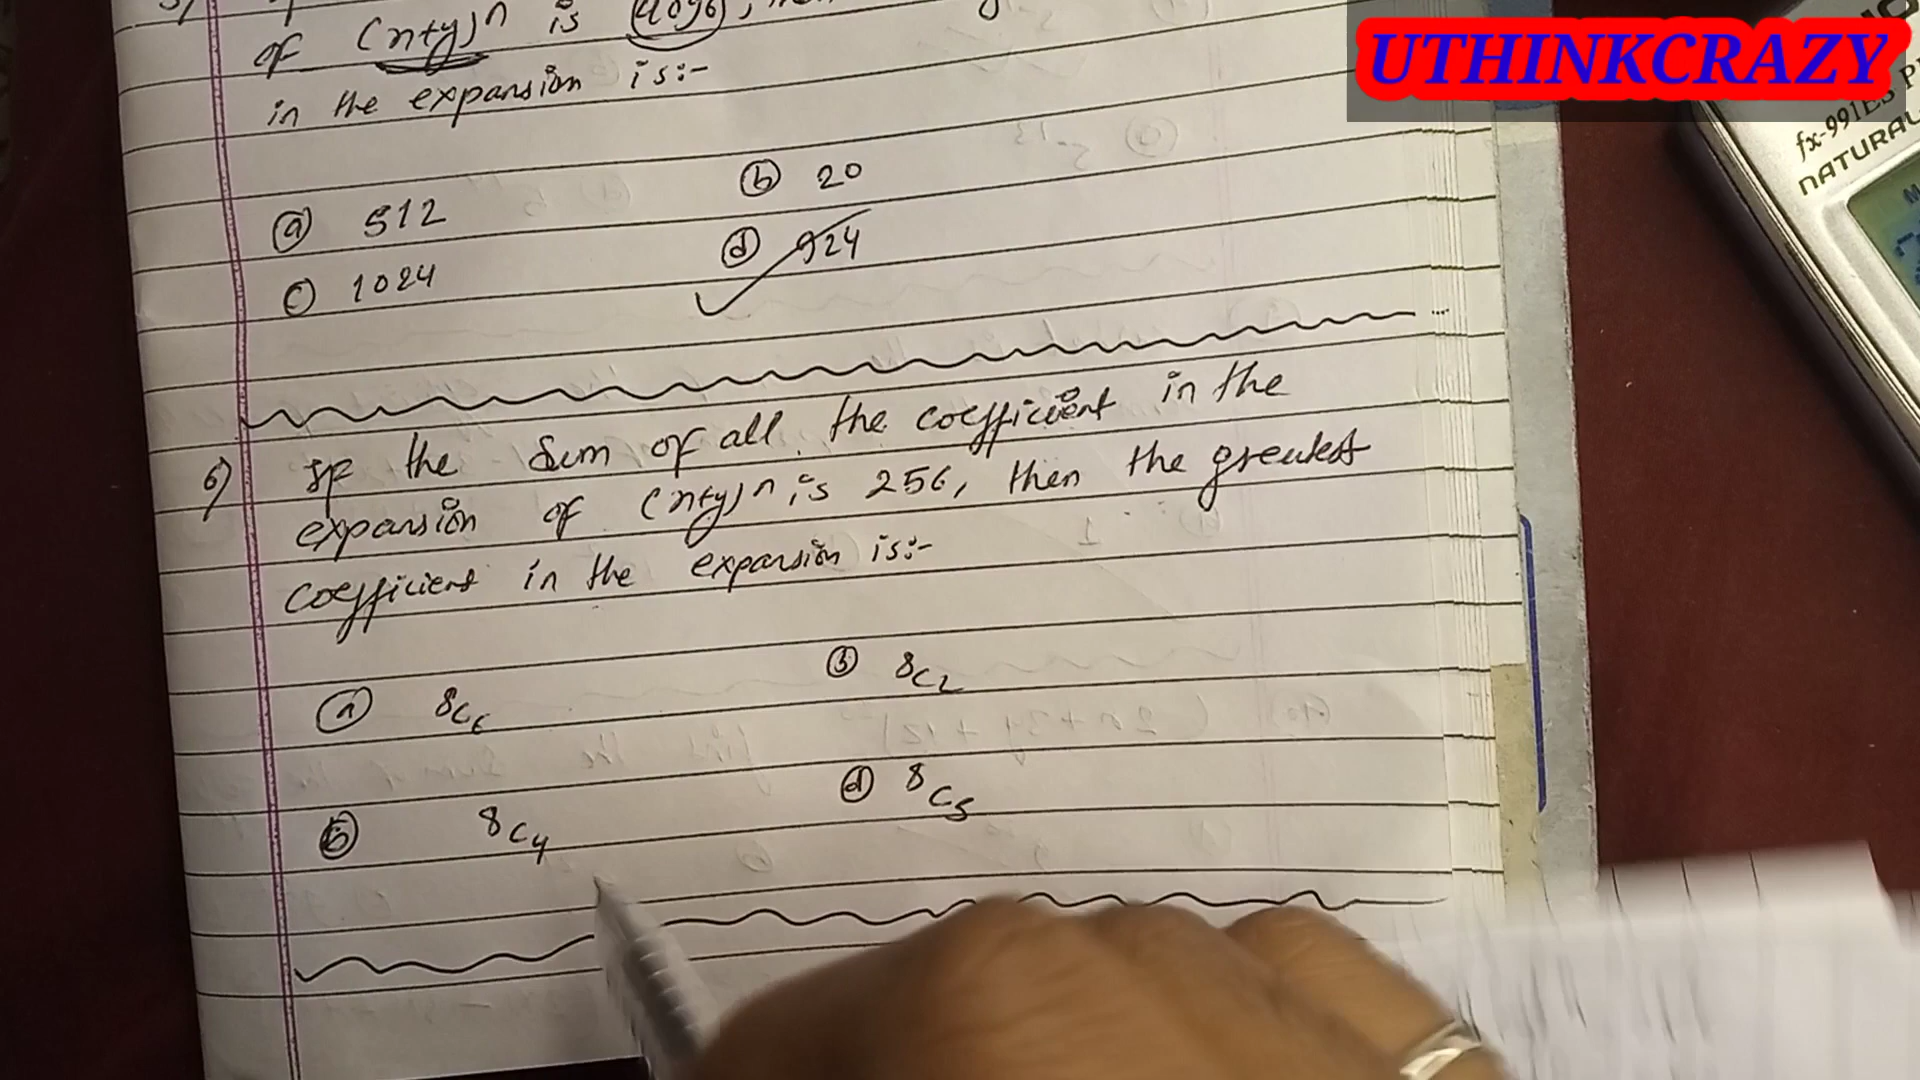 of (x+y)ⁿ is 4096,
in the expansion is:-
UTHINKCRAZY
fx-991ES
NATURAL
(a) 512
(b) 20
(c) 1024
(d) 924
6) If the Sum of all the coefficient in the
expansion of (x+y)ⁿ is 256, then the greatest
coefficient in the expansion is:-
(a) ⁸C₆
(b) ⁸C₂
⁸C₄
(d) ⁸C₅